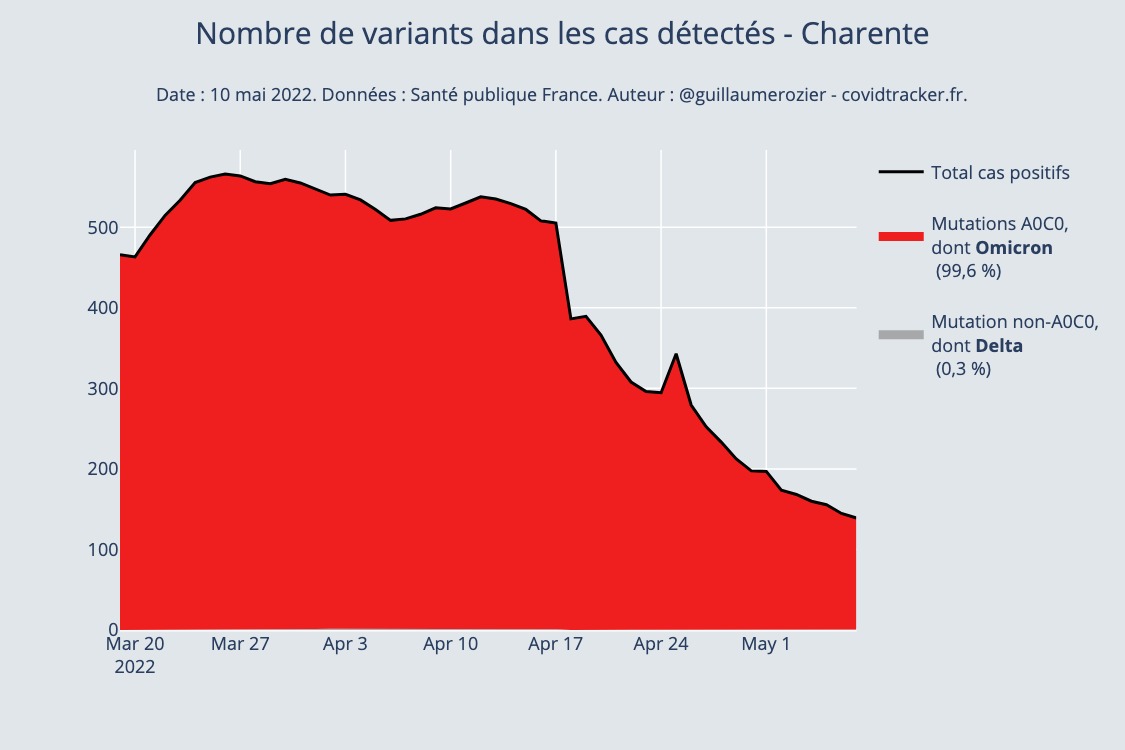 Nombre de variants dans les cas détectés - Charente
Date : 10 mai 2022. Données : Santé publique France. Auteur : @guillaumerozier - covidtracker.fr.
Total cas positifs
Mutations A0C0,
dont Omicron
(99,6 %)
Mutation non-A0C0,
dont Delta
(0,3 %)
500
400
300
200
100
0
Mar 20
2022
Mar 27
Apr 3
Apr 10
Apr 17
Apr 24
May 1